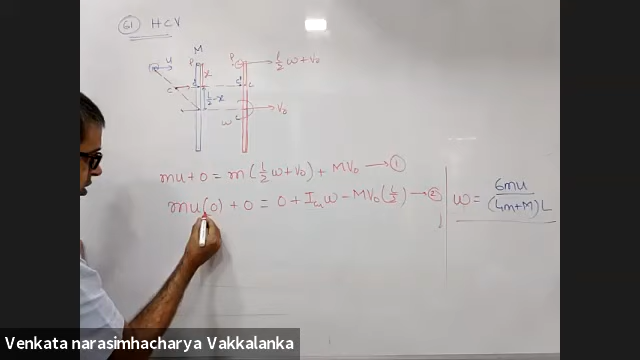 61 HCV
M
P
P
L/2 ω + V₀
u
x
C
C
C
L/2 - x
ω
V₀
mu + 0 = m(L/2 ω + V₀) + MV₀ → ①
mu(0) + 0 = 0 + ω - MV₀(L/2) → ②
ω = 6mu / (4m+M)L
Venkata narasimhacharya Vakkalanka